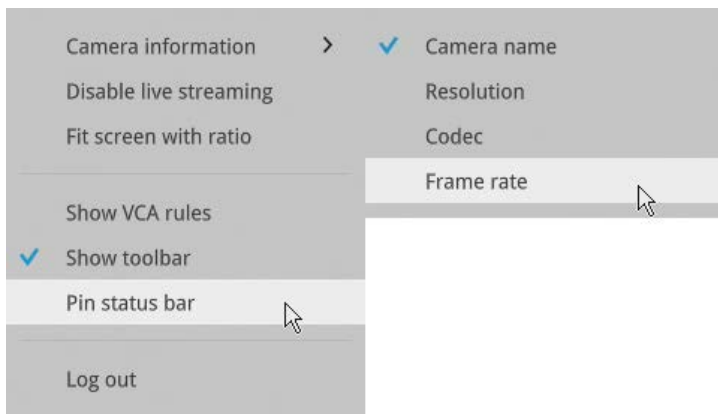 Camera information
Disable live streaming
Fit screen with ratio
Show VCA rules
Show toolbar
Pin status bar
Log out
Camera name
Resolution
Codec
Frame rate